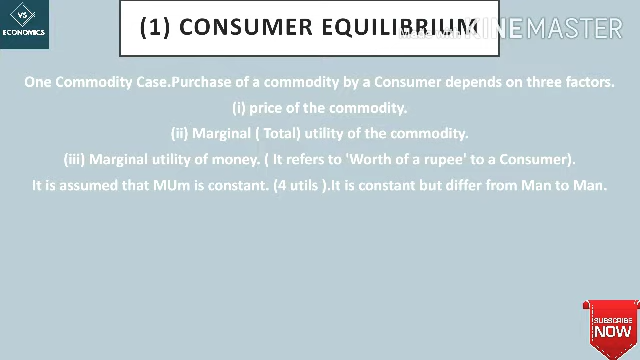 VS
ECONOMICS
(1) CONSUMER EQUILIBRIUM
Made with KINEMASTER
One Commodity Case.Purchase of a commodity by a Consumer depends on three factors.
(i) price of the commodity.
(ii) Marginal ( Total) utility of the commodity.
(iii) Marginal utility of money. ( It refers to 'Worth of a rupee' to a Consumer).
It is assumed that MUm is constant. (4 utils ).It is constant but differ from Man to Man.
SUBSCRIBE
NOW